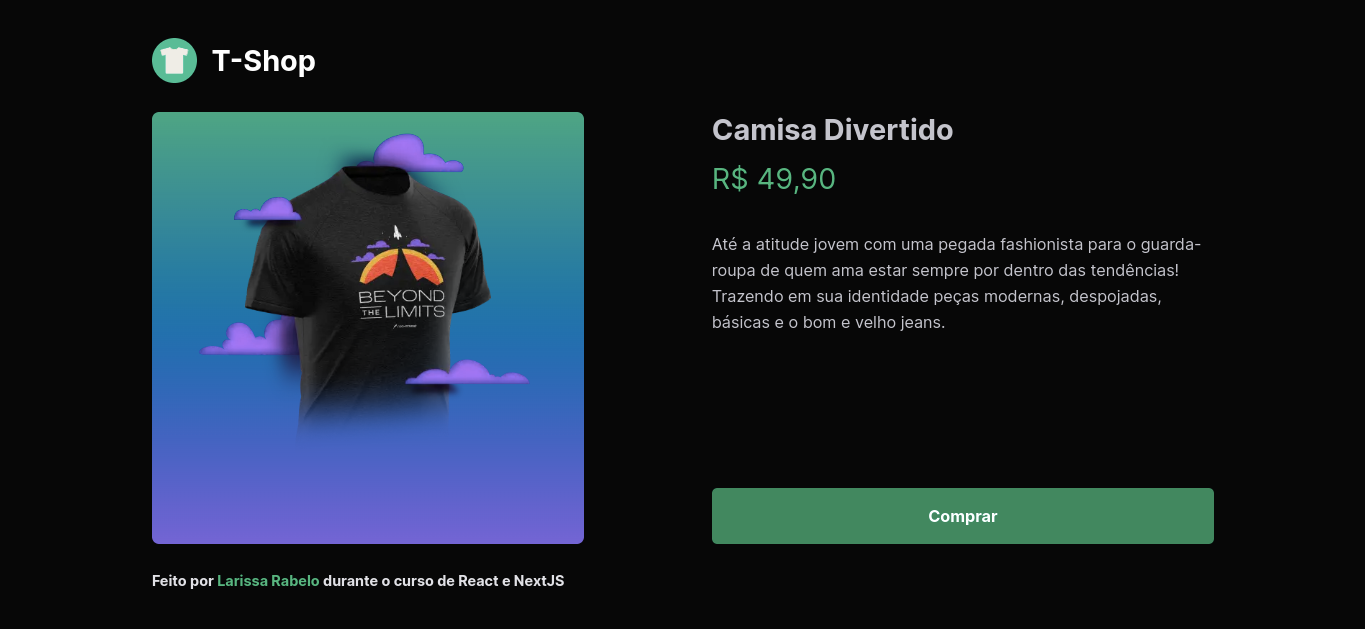 T-Shop
Camisa Divertido
R$ 49,90
Até a atitude jovem com uma pegada fashionista para o guarda-
roupa de quem ama estar sempre por dentro das tendências!
Trazendo em sua identidade peças modernas, despojadas,
básicas e o bom e velho jeans.
BEYOND
THE LIMITS
Comprar
Feito por Larissa Rabelo durante o curso de React e NextJS